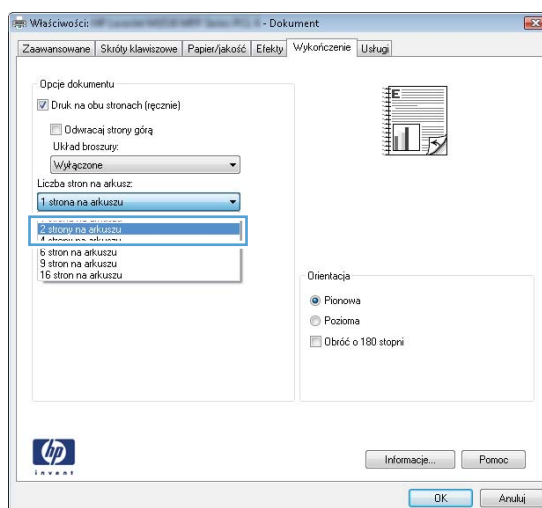 Właściwości: - Dokument
Zaawansowane Skróty klawiszowe Papier/jakość Efekty Wykończenie Usługi
Opcje dokumentu
Druk na obu stronach (ręcznie)
Odwracaj strony górą
Układ broszury:
Wyłączone
Liczba stron na arkusz:
1 strona na arkuszu
2 strony na arkuszu
6 stron na arkuszu
9 stron na arkuszu
16 stron na arkuszu
E
Orientacja
Pionowa
Pozioma
Obróć o 180 stopni
hp
invent
Informacje... Pomoc
OK Anuluj